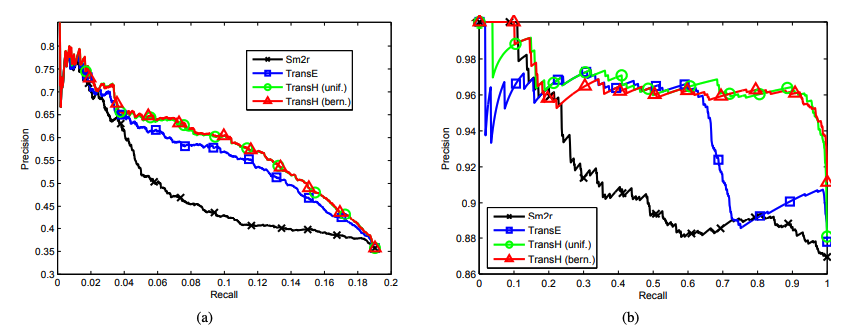 0.8
0.75
0.7
0.65
0.6
0.55
0.5
0.45
0.4
0.35
0.3
Precision
0 0.02 0.04 0.06 0.08 0.1 0.12 0.14 0.16 0.18 0.2
Recall
Sm2r
TransE
TransH (unif.)
TransH (bern.)
(a)
0.98
0.96
0.94
0.92
0.9
0.88
0.86
Precision
0 0.1 0.2 0.3 0.4 0.5 0.6 0.7 0.8 0.9 1
Recall
Sm2r
TransE
TransH (unif.)
TransH (bern.)
(b)